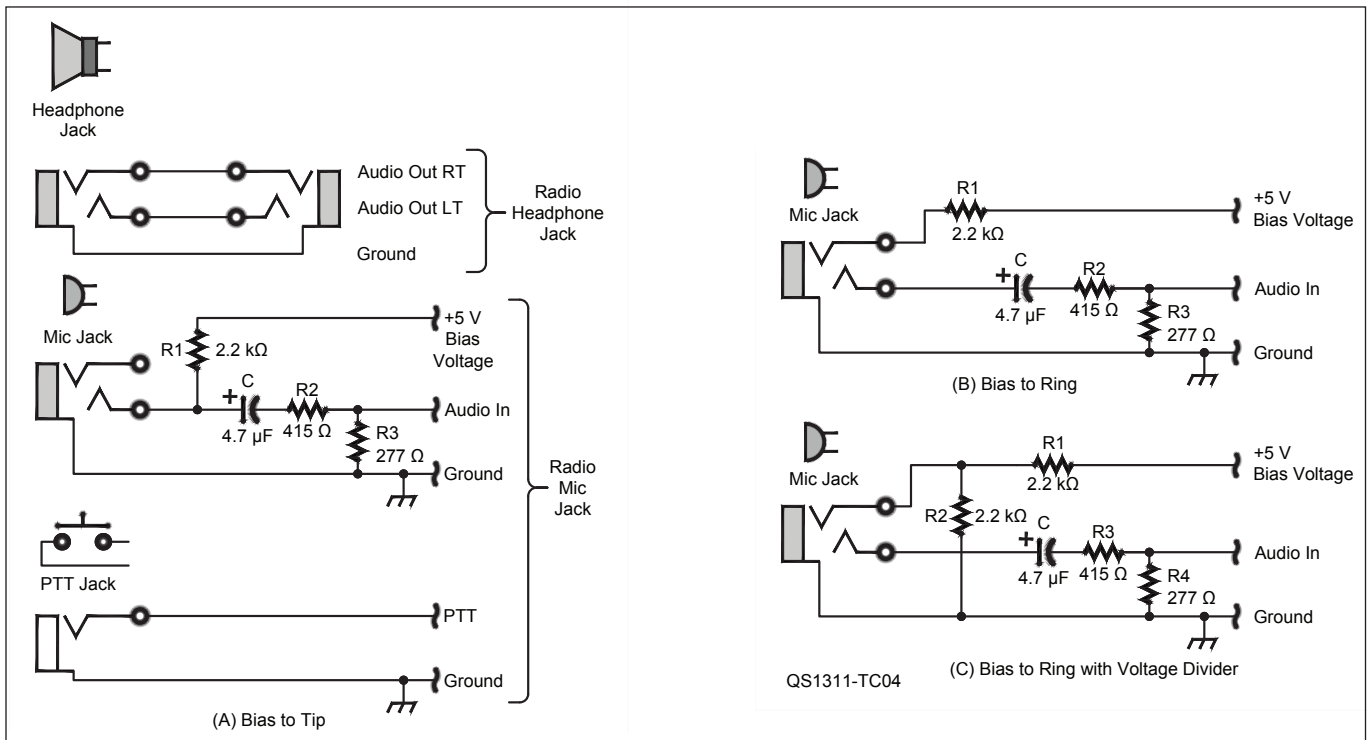 Headphone
Jack
Audio Out RT
Audio Out LT
Ground
Radio
Headphone
Jack
Mic Jack
R1
2.2 kΩ
+5 V
Bias
Voltage
+
C
4.7 µF
R2
415 Ω
Audio In
R3
277 Ω
Ground
Radio
Mic
Jack
PTT Jack
PTT
Ground
(A) Bias to Tip
Mic Jack
R1
2.2 kΩ
+5 V
Bias Voltage
+
C
4.7 µF
R2
415 Ω
Audio In
R3
277 Ω
Ground
(B) Bias to Ring
Mic Jack
R1
2.2 kΩ
+5 V
Bias Voltage
R2
2.2 kΩ
+
C
4.7 µF
R3
415 Ω
Audio In
R4
277 Ω
Ground
(C) Bias to Ring with Voltage Divider
QS1311-TC04